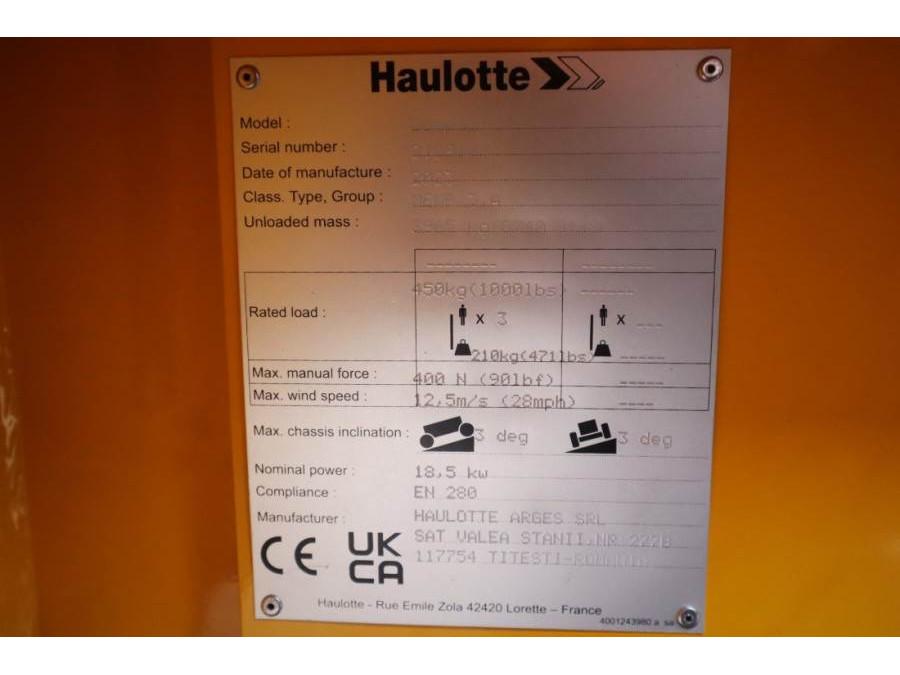 Haulotte
Model :
Serial number :
Date of manufacture :
Class. Type, Group :
Unloaded mass :
-------- --------
Rated load : 450kg(1000lbs) ------
x 3 x ---
210kg(471lbs) -----
Max. manual force : 400 N (90lbf) -----
Max. wind speed : 12,5m/s (28mph) ----
Max. chassis inclination : 3 deg 3 deg
Nominal power : 18,5 kw
Compliance : EN 280
Manufacturer : HAULOTTE ARGES SRL
SAT VALEA STANII,NR 222B
117754 TITESTI-ROMANIA
CE UK
CA
Haulotte - Rue Emile Zola 42420 Lorette – France
4001243980 a sa